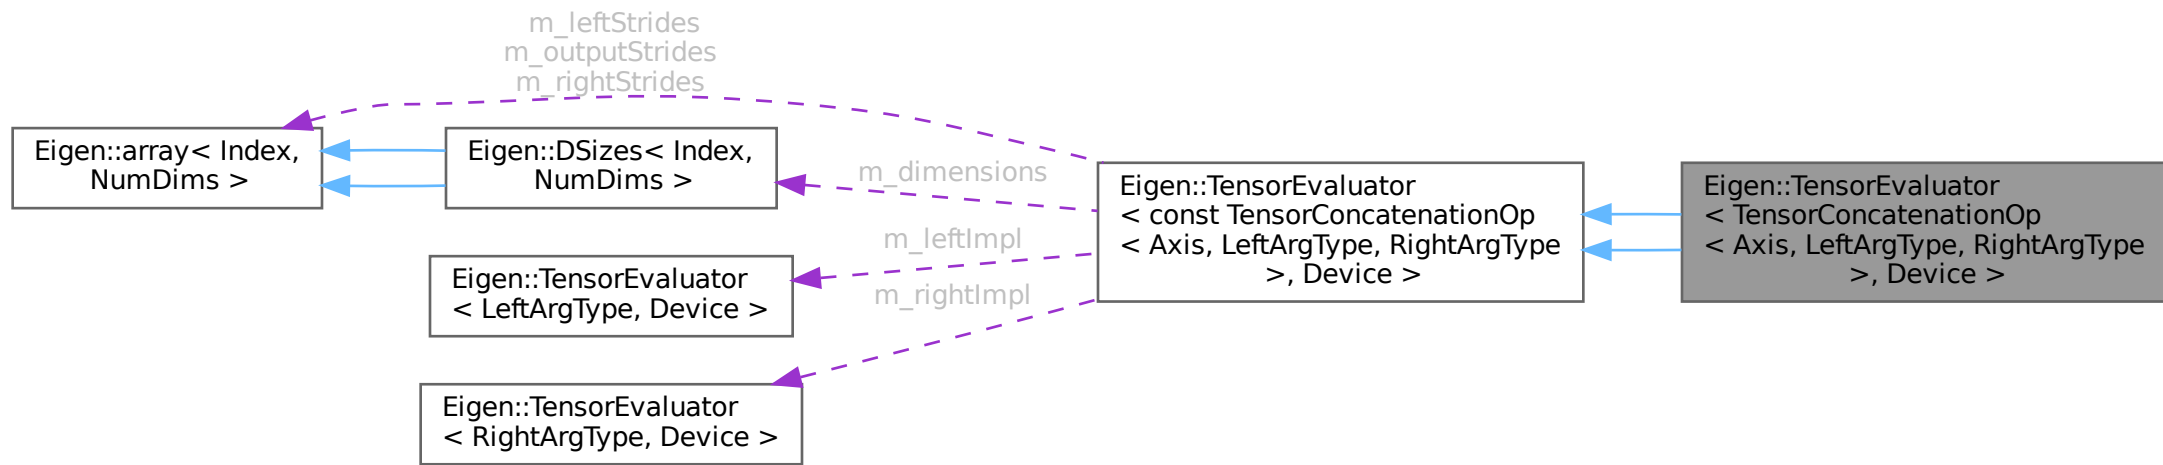 m_leftStrides
m_outputStrides
m_rightStrides
Eigen::array< Index,
NumDims >
Eigen::DSizes< Index,
NumDims >
m_dimensions
m_leftImpl
m_rightImpl
Eigen::TensorEvaluator
< LeftArgType, Device >
Eigen::TensorEvaluator
< RightArgType, Device >
Eigen::TensorEvaluator
< const TensorConcatenationOp
< Axis, LeftArgType, RightArgType
>, Device >
Eigen::TensorEvaluator
< TensorConcatenationOp
< Axis, LeftArgType, RightArgType
>, Device >